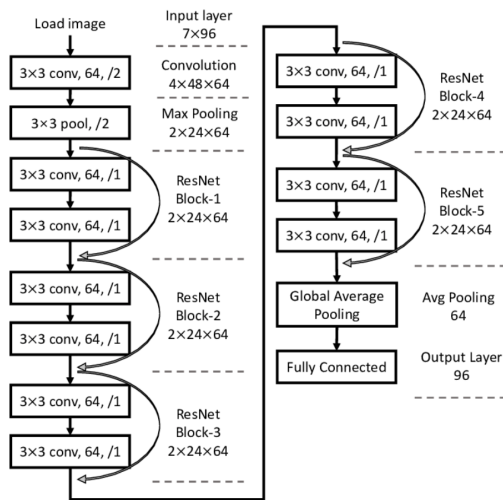 Load image
Input layer
7×96
3×3 conv, 64, /2
Convolution
4×48×64
3×3 pool, /2
Max Pooling
2×24×64
3×3 conv, 64, /1
3×3 conv, 64, /1
ResNet
Block-1
2×24×64
3×3 conv, 64, /1
3×3 conv, 64, /1
ResNet
Block-2
2×24×64
3×3 conv, 64, /1
3×3 conv, 64, /1
ResNet
Block-3
2×24×64
3×3 conv, 64, /1
3×3 conv, 64, /1
ResNet
Block-4
2×24×64
3×3 conv, 64, /1
3×3 conv, 64, /1
ResNet
Block-5
2×24×64
Global Average
Pooling
Avg Pooling
64
Fully Connected
Output Layer
96